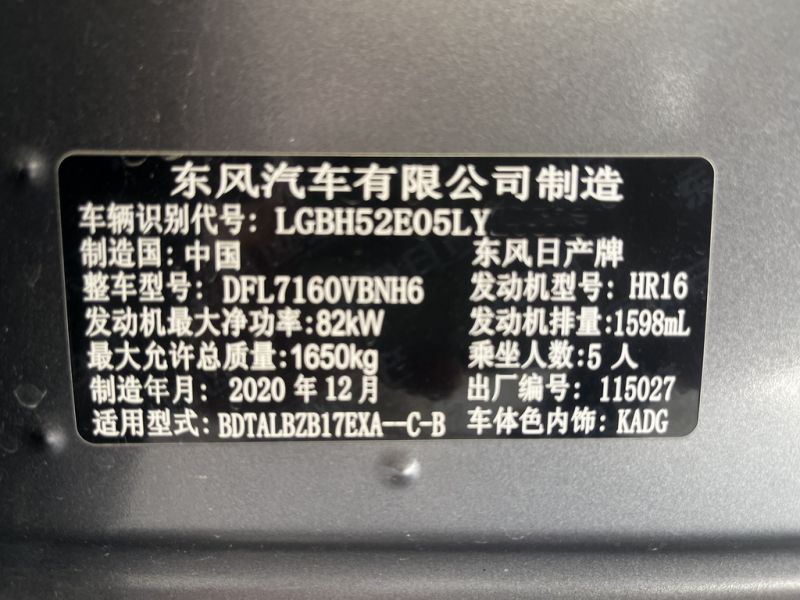 东风汽车有限公司制造
车辆识别代号: LGBH52E05LY
制造国: 中国 东风日产牌
整车型号: DFL7160VBNH6 发动机型号: HR16
发动机最大净功率:82kW 发动机排量:1598mL
最大允许总质量:1650kg 乘坐人数:5 人
制造年月: 2020 年 12 月 出厂编号: 115027
适用型式: BDTALBZB17EXA--C-B 车体色内饰: KADG